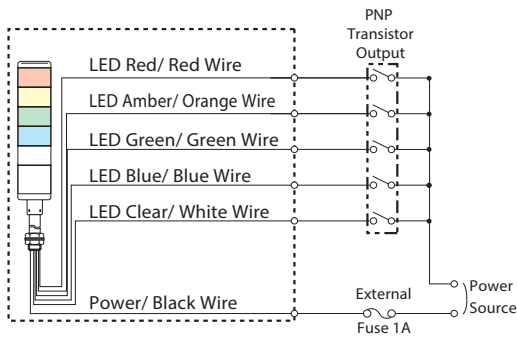 PNP
Transistor
Output
LED Red/ Red Wire
LED Amber/ Orange Wire
LED Green/ Green Wire
LED Blue/ Blue Wire
LED Clear/ White Wire
Power/ Black Wire
External
Fuse 1A
Power
Source